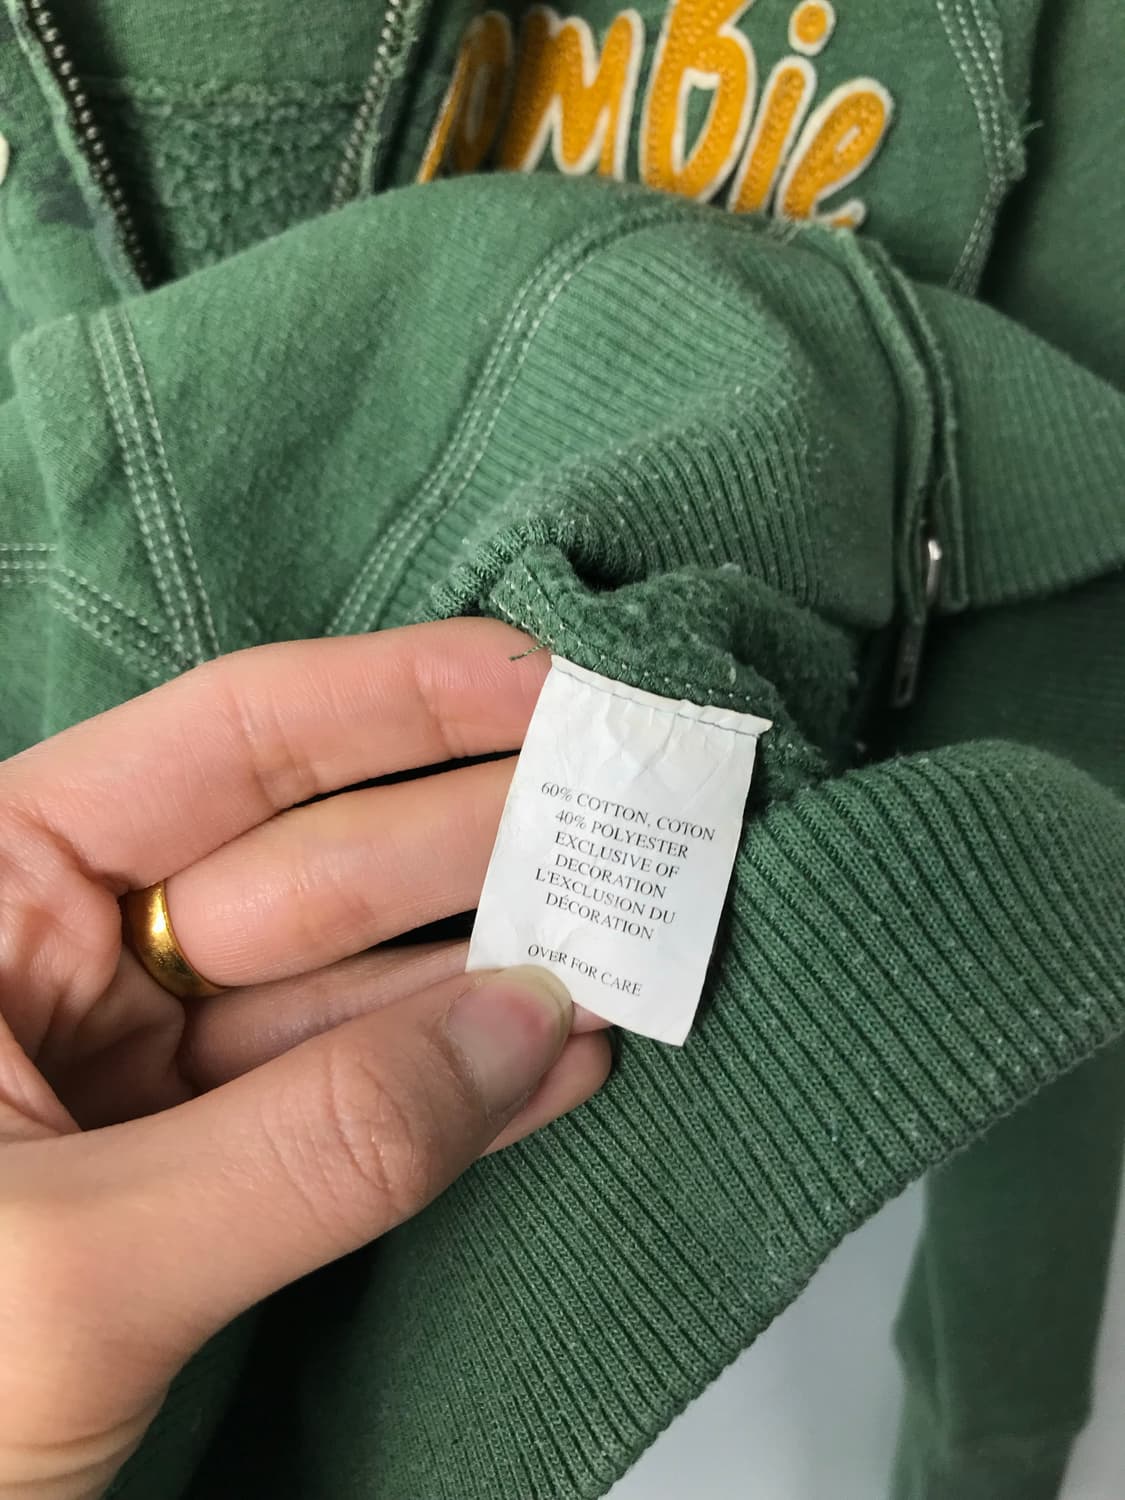 ombie
60% COTTON, COTON
40% POLYESTER
EXCLUSIVE OF
DECORATION
L'EXCLUSION DU
DÉCORATION
OVER FOR CARE